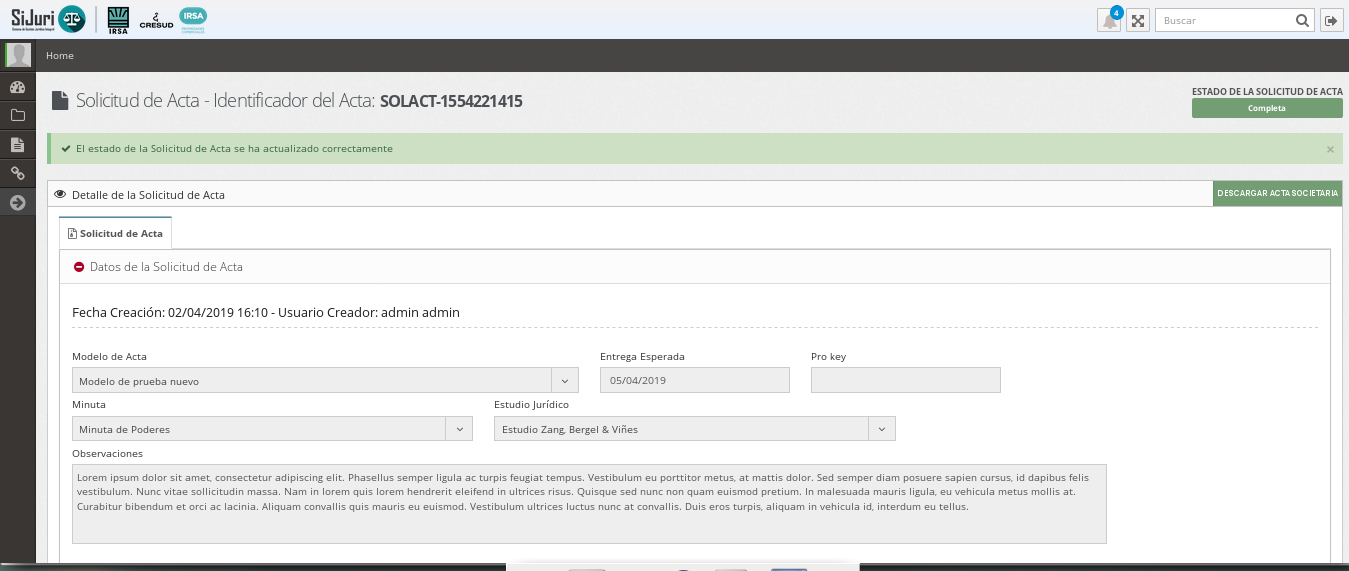 SiJuri
IRSA
CRESUD
IRSA
4
Buscar
Home
Solicitud de Acta - Identificador del Acta: SOLACT-1554221415
ESTADO DE LA SOLICITUD DE ACTA
Completa
El estado de la Solicitud de Acta se ha actualizado correctamente
×
Detalle de la Solicitud de Acta
DESCARGAR ACTA SOCIETARIA
Solicitud de Acta
Datos de la Solicitud de Acta
Fecha Creación: 02/04/2019 16:10 - Usuario Creador: admin admin
Modelo de Acta
Entrega Esperada
Pro key
Modelo de prueba nuevo
05/04/2019
Minuta
Estudio Jurídico
Minuta de Poderes
Estudio Zang, Bergel & Viñes
Observaciones
Lorem ipsum dolor sit amet, consectetur adipiscing elit. Phasellus semper ligula ac turpis feugiat tempus. Vestibulum eu porttitor metus, at mattis dolor. Sed semper diam posuere sapien cursus, id dapibus felis
vestibulum. Nunc vitae sollicitudin massa. Nam in lorem quis lorem hendrerit eleifend in ultrices risus. Quisque sed nunc non quam euismod pretium. In malesuada mauris ligula, eu vehicula metus mollis at.
Curabitur bibendum et orci ac lacinia. Aliquam convallis quis mauris eu euismod. Vestibulum ultrices luctus nunc at convallis. Duis eros turpis, aliquam in vehicula id, interdum eu tellus.